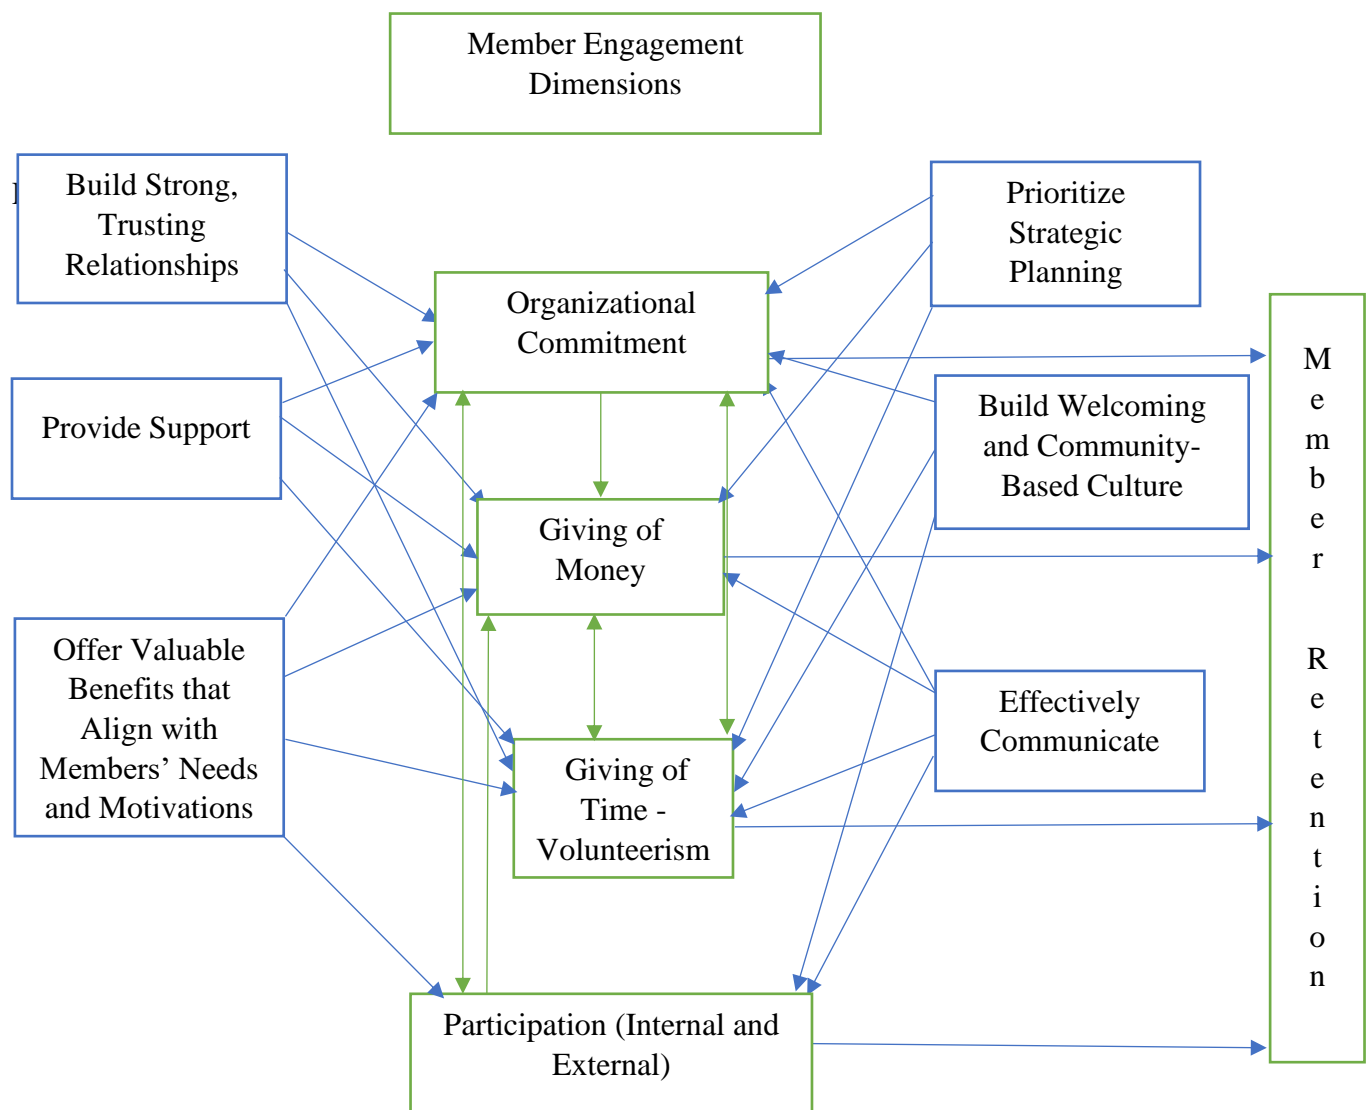 Member Engagement
Dimensions
Build Strong,
Trusting
Relationships
Prioritize
Strategic
Planning
Organizational
Commitment
Provide Support
Build Welcoming
and Community-
Based Culture
Giving of
Money
Offer Valuable
Benefits that
Align with
Members’ Needs
and Motivations
Effectively
Communicate
Giving of
Time -
Volunteerism
Participation (Internal and
External)
M
e
m
b
e
r
R
e
t
e
n
t
i
o
n